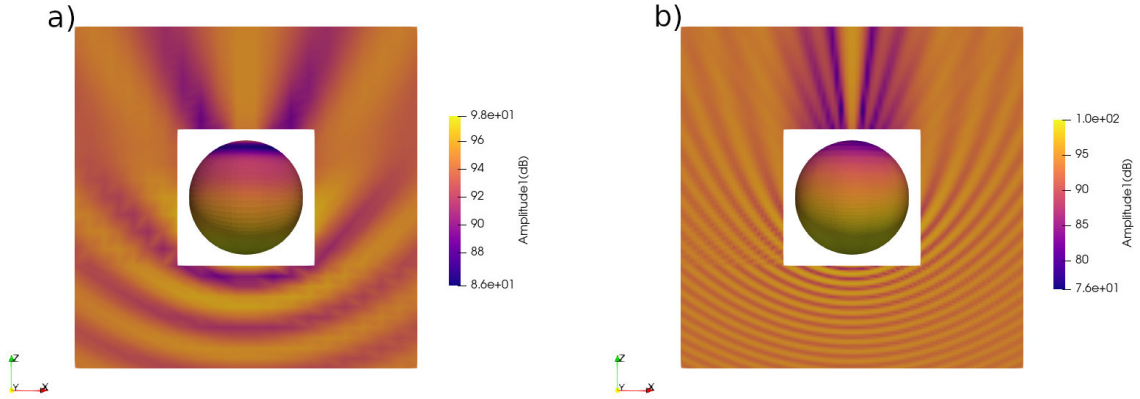 a)
9.8e+01
96
94
92
90
88
8.6e+01
Amplitude1(dB)
Z
Y
X
b)
1.0e+02
95
90
85
80
7.6e+01
Amplitude1(dB)
Z
Y
X